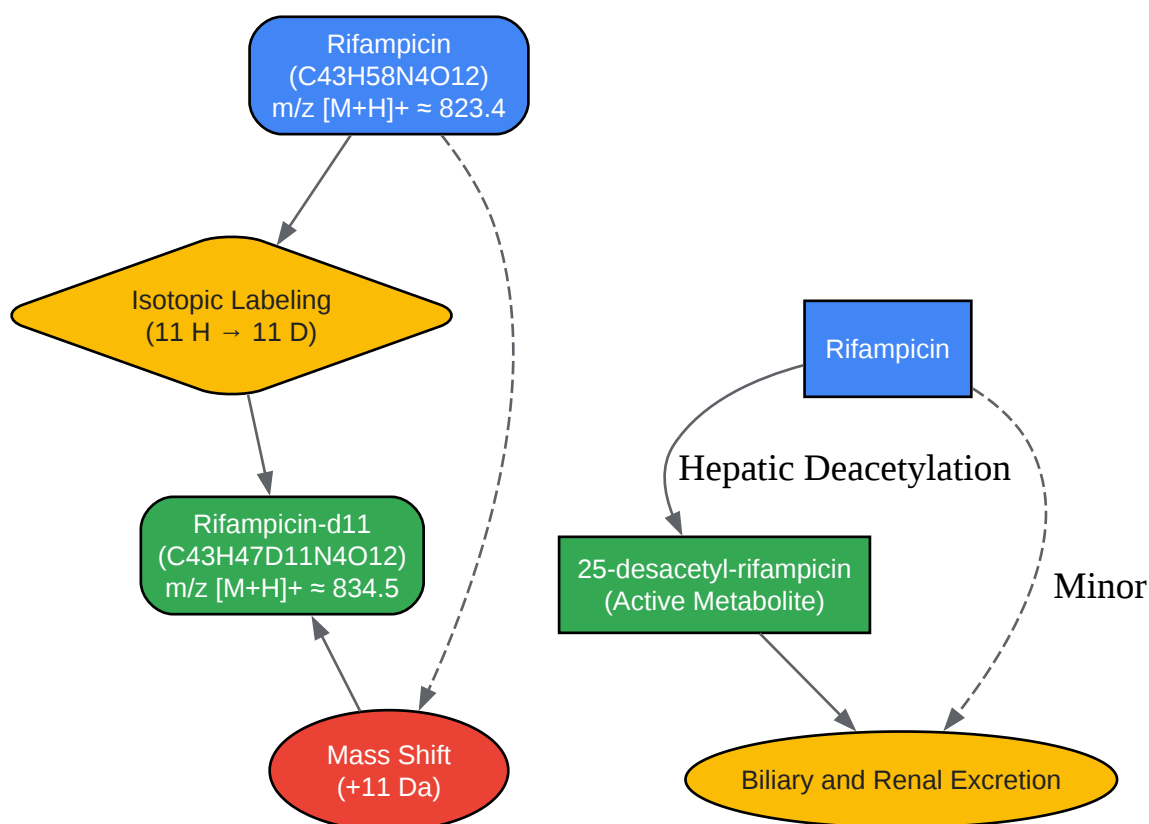 Rifampicin
(C43H58N4O12)
m/z [M+H]+ ≈ 823.4
Isotopic Labeling
(11 H → 11 D)
Rifampicin-d11
(C43H47D11N4O12)
m/z [M+H]+ ≈ 834.5
Mass Shift
(+11 Da)
Rifampicin
Hepatic Deacetylation
25-desacetyl-rifampicin
(Active Metabolite)
Minor
Biliary and Renal Excretion